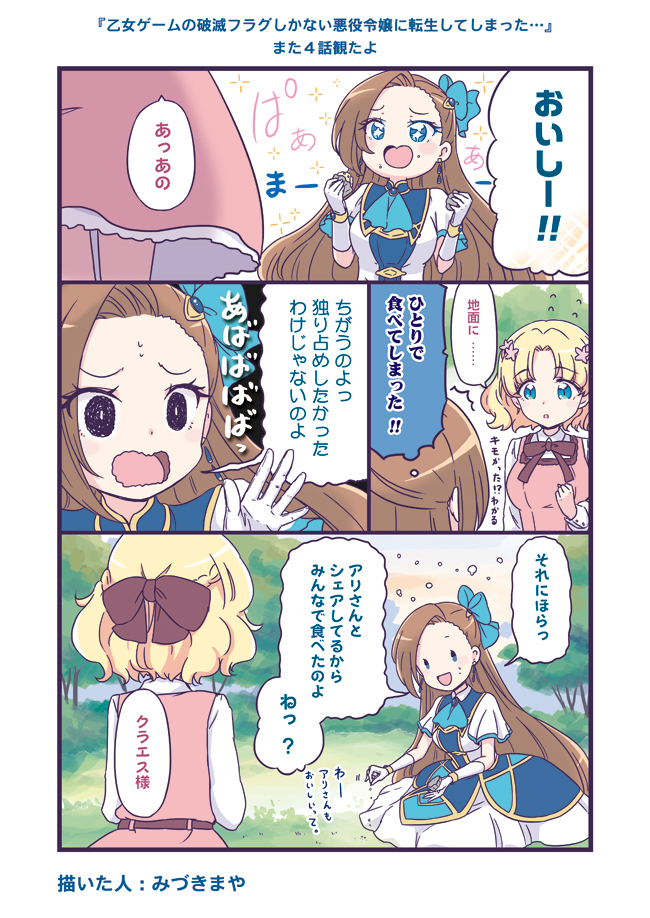 『乙女ゲームの破滅フラグしかない悪役令嬢に転生してしまった…』
また４話観たよ
おいしー!!
ぱぁ
ぁ
まー
ー
あっあの
地面に……
キモかった!?わかる
ひとりで
食べてしまった!!
ちがうのよっ
独り占めしたかった
わけじゃないのよ
あばばばばっ
それにほらっ
アリさんと
シェアしてるから
みんなで食べたのよ
ねっ？
わー
アリさんも
おいしいって。
クラエス様
描いた人：みづきまや